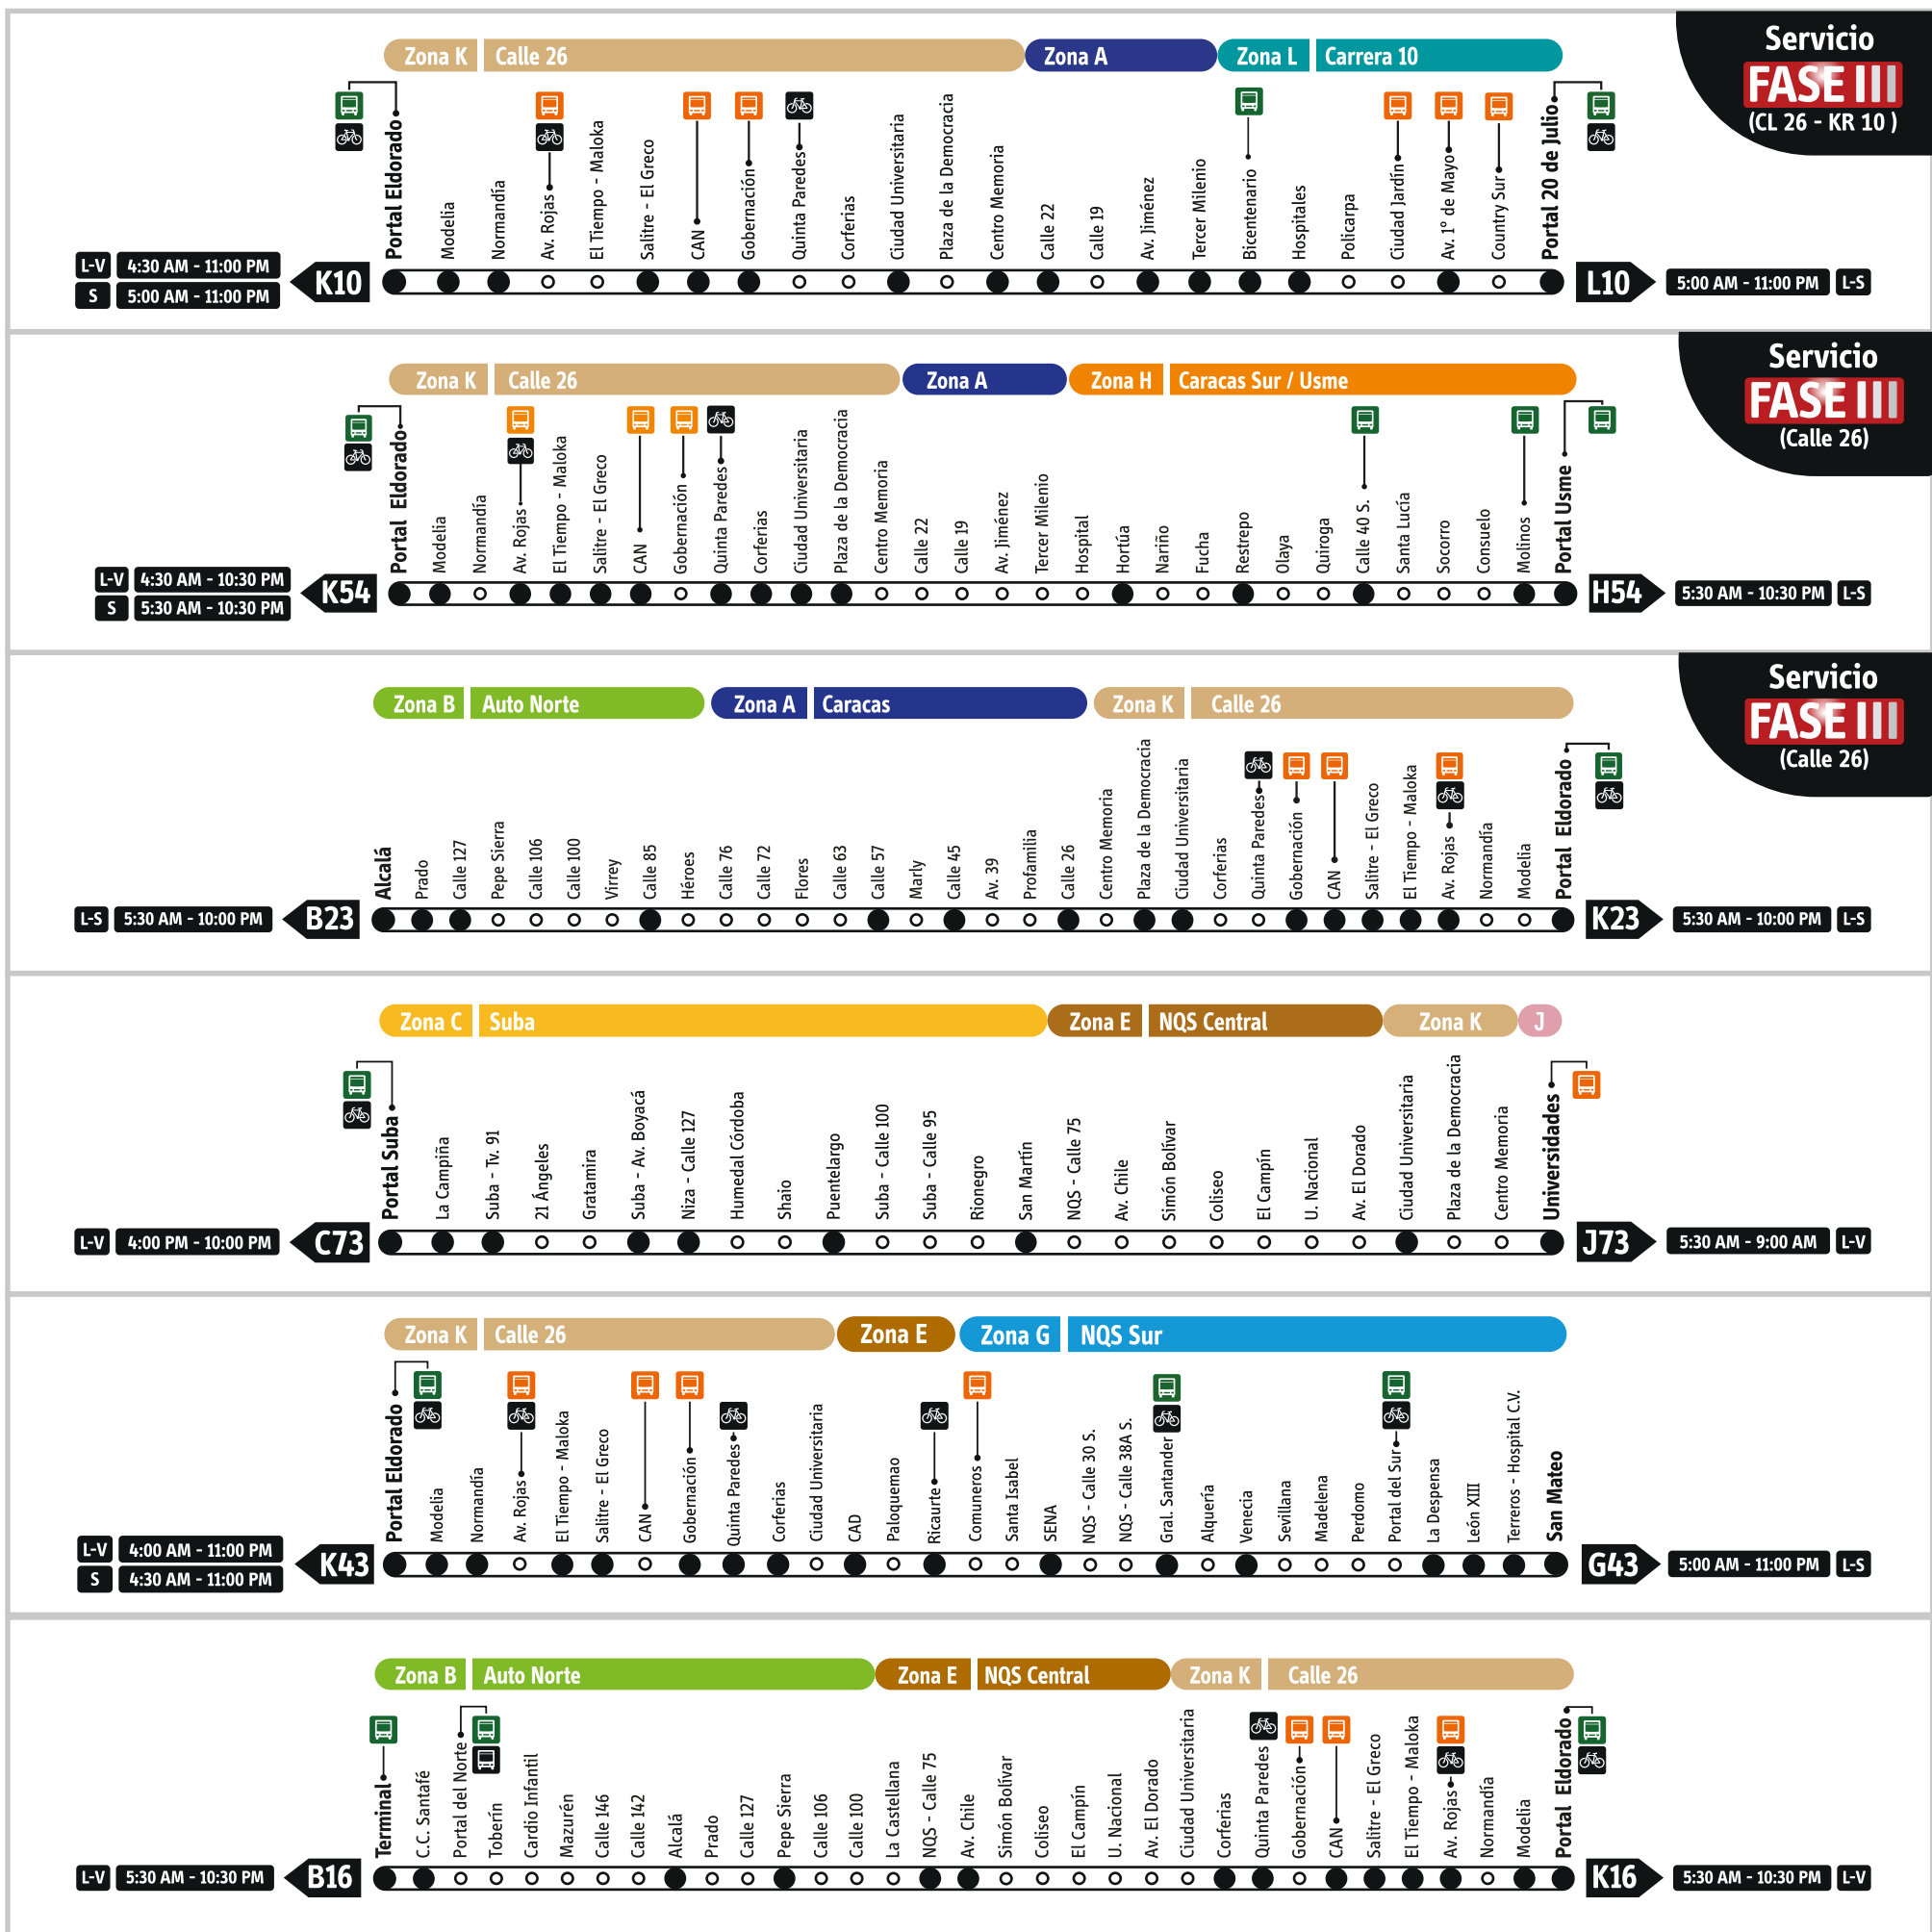 Zona K Calle 26 Zona A Zona L Carrera 10
Servicio
FASE III
(CL 26 - KR 10 )
Portal Eldorado
Modelia
Normandía
Av. Rojas
El Tiempo - Maloka
Salitre - El Greco
CAN
Gobernación
Quinta Paredes
Corferias
Ciudad Universitaria
Plaza de la Democracia
Centro Memoria
Calle 22
Calle 19
Av. Jiménez
Tercer Milenio
Bicentenario
Hospitales
Policarpa
Ciudad Jardín
Av. 1° de Mayo
Country Sur
Portal 20 de Julio
L-V 4:30 AM - 11:00 PM
S 5:00 AM - 11:00 PM
K10
L10
5:00 AM - 11:00 PM L-S
Zona K Calle 26 Zona A Zona H Caracas Sur / Usme
Servicio
FASE III
(Calle 26)
Portal Eldorado
Modelia
Normandía
Av. Rojas
El Tiempo - Maloka
Salitre - El Greco
CAN
Gobernación
Quinta Paredes
Corferias
Ciudad Universitaria
Plaza de la Democracia
Centro Memoria
Calle 22
Calle 19
Av. Jiménez
Tercer Milenio
Hospital
Hortúa
Nariño
Fucha
Restrepo
Olaya
Quiroga
Calle 40 S.
Santa Lucía
Socorro
Consuelo
Molinos
Portal Usme
L-V 4:30 AM - 10:30 PM
S 5:30 AM - 10:30 PM
K54
H54
5:30 AM - 10:30 PM L-S
Zona B Auto Norte Zona A Caracas Zona K Calle 26
Servicio
FASE III
(Calle 26)
Alcalá
Prado
Calle 127
Pepe Sierra
Calle 106
Calle 100
Virrey
Calle 85
Héroes
Calle 76
Calle 72
Flores
Calle 63
Calle 57
Marly
Calle 45
Av. 39
Profamilia
Calle 26
Centro Memoria
Plaza de la Democracia
Ciudad Universitaria
Corferias
Quinta Paredes
Gobernación
CAN
Salitre - El Greco
El Tiempo - Maloka
Av. Rojas
Normandía
Modelia
Portal Eldorado
L-S 5:30 AM - 10:00 PM
B23
K23
5:30 AM - 10:00 PM L-S
Zona C Suba Zona E NQS Central Zona K J
Portal Suba
La Campiña
Suba - Tv. 91
21 Ángeles
Gratamira
Suba - Av. Boyacá
Niza - Calle 127
Humedal Córdoba
Shaio
Puentelargo
Suba - Calle 100
Suba - Calle 95
Rionegro
San Martín
NQS - Calle 75
Av. Chile
Simón Bolívar
Coliseo
El Campín
U. Nacional
Av. El Dorado
Ciudad Universitaria
Plaza de la Democracia
Centro Memoria
Universidades
L-V 4:00 PM - 10:00 PM
C73
J73
5:30 AM - 9:00 AM L-V
Zona K Calle 26 Zona E Zona G NQS Sur
Portal Eldorado
Modelia
Normandía
Av. Rojas
El Tiempo - Maloka
Salitre - El Greco
CAN
Gobernación
Quinta Paredes
Corferias
Ciudad Universitaria
CAD
Paloquemao
Ricaurte
Comuneros
Santa Isabel
SENA
NQS - Calle 30 S.
NQS - Calle 38A S.
Gral. Santander
Alquería
Venecia
Sevillana
Madelena
Perdomo
Portal del Sur
La Despensa
León XIII
Terreros - Hospital C.V.
San Mateo
L-V 4:00 AM - 11:00 PM
S 4:30 AM - 11:00 PM
K43
G43
5:00 AM - 11:00 PM L-S
Zona B Auto Norte Zona E NQS Central Zona K Calle 26
Terminal
C.C. Santafé
Portal del Norte
Toberín
Cardio Infantil
Mazurén
Calle 146
Calle 142
Alcalá
Prado
Calle 127
Pepe Sierra
Calle 106
Calle 100
La Castellana
NQS - Calle 75
Av. Chile
Simón Bolívar
Coliseo
El Campín
U. Nacional
Av. El Dorado
Ciudad Universitaria
Corferias
Quinta Paredes
Gobernación
CAN
Salitre - El Greco
El Tiempo - Maloka
Av. Rojas
Normandía
Modelia
Portal Eldorado
L-V 5:30 AM - 10:30 PM
B16
K16
5:30 AM - 10:30 PM L-V